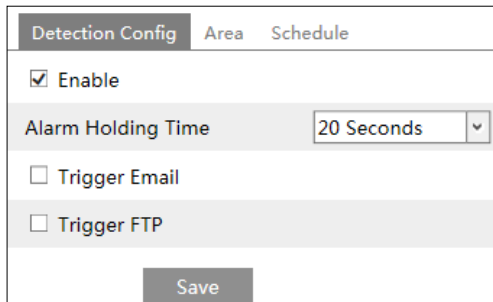 Detection Config Area Schedule
Enable
Alarm Holding Time 20 Seconds
Trigger Email
Trigger FTP
Save